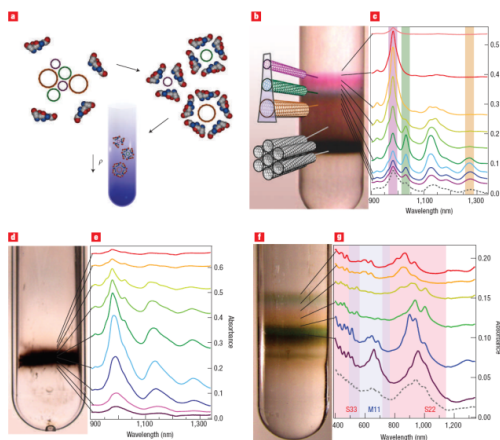 a
ρ
b
c
0.5
0.4
0.3
0.2
0.1
0.0
900 1,100 1,300
Wavelength (nm)
Absorbance
d
e
0.6
0.5
0.4
0.3
0.2
0.1
0.0
900 1,100 1,300
Wavelength (nm)
Absorbance
f
g
0.20
0.15
0.10
0.05
0.00
S33 M11 S22
400 600 800 1,000 1,200
Wavelength (nm)
Absorbance